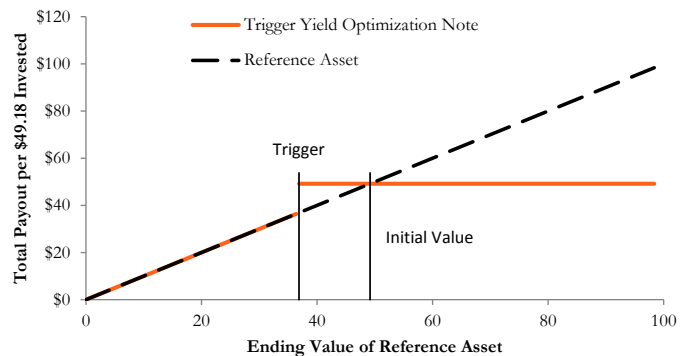 $120
$100
$80
$60
$40
$20
$0
Total Payout per $49.18 Invested
Trigger Yield Optimization Note
Reference Asset
Trigger
Initial Value
0
20
40
60
80
100
Ending Value of Reference Asset